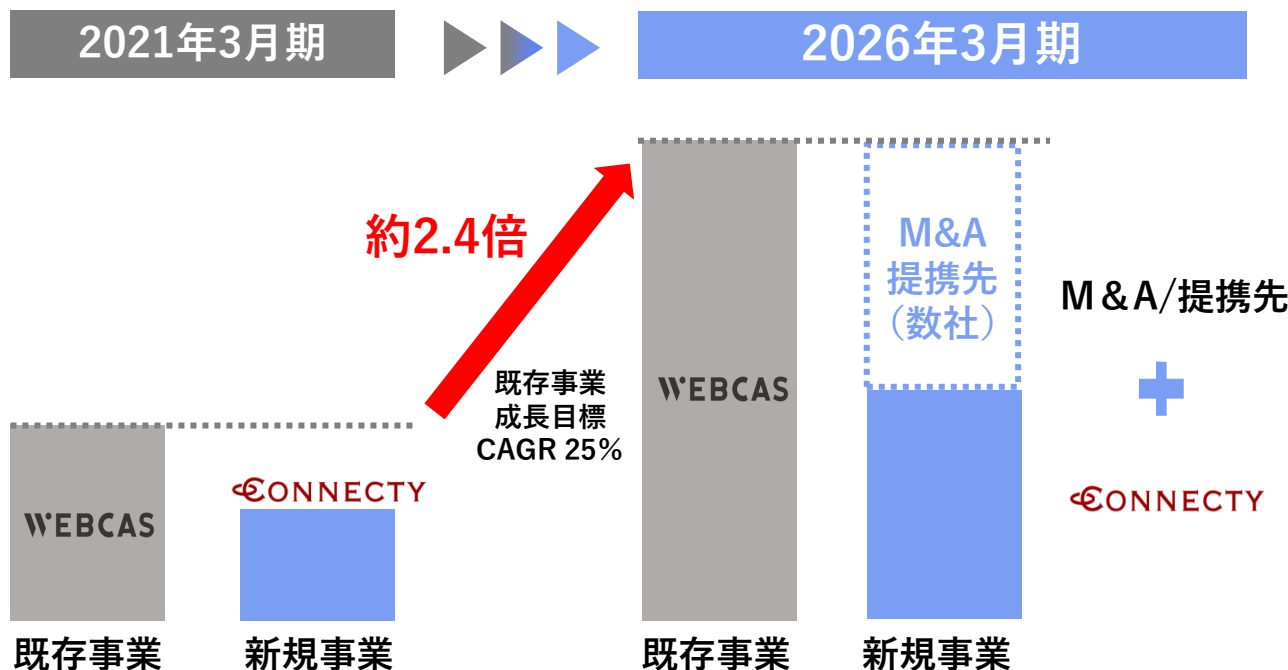 2021年3月期
2026年3月期
約2.4倍
既存事業
成長目標
CAGR 25%
WEBCAS
CONNECTY
既存事業
新規事業
WEBCAS
M&A
提携先
（数社）
M＆A/提携先
CONNECTY
既存事業
新規事業